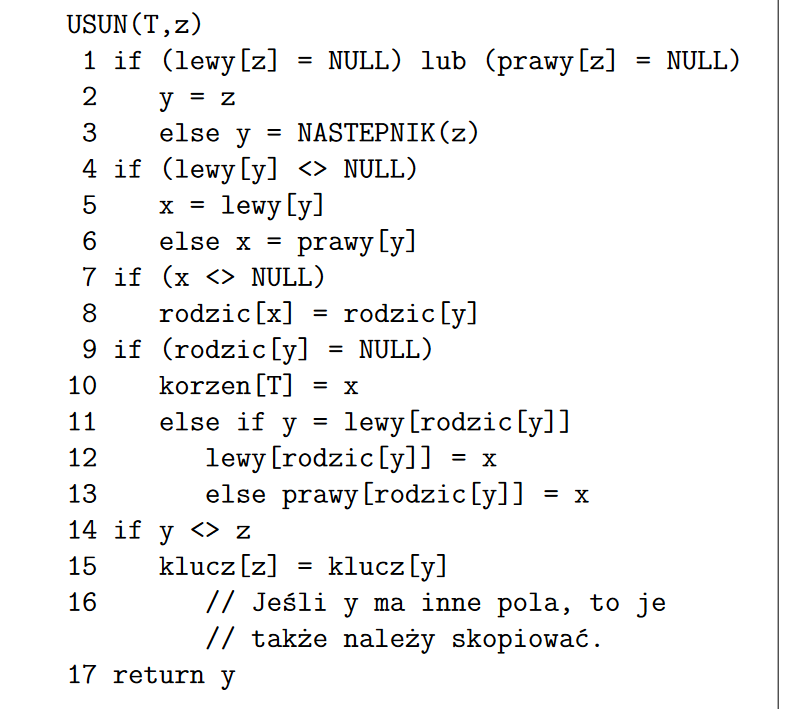 USUN(T,z)
1 if (lewy[z] = NULL) lub (prawy[z] = NULL)
2 y = z
3 else y = NASTEPNIK(z)
4 if (lewy[y] <> NULL)
5 x = lewy[y]
6 else x = prawy[y]
7 if (x <> NULL)
8 rodzic[x] = rodzic[y]
9 if (rodzic[y] = NULL)
10 korzen[T] = x
11 else if y = lewy[rodzic[y]]
12 lewy[rodzic[y]] = x
13 else prawy[rodzic[y]] = x
14 if y <> z
15 klucz[z] = klucz[y]
16 // Jeśli y ma inne pola, to je
// także należy skopiować.
17 return y